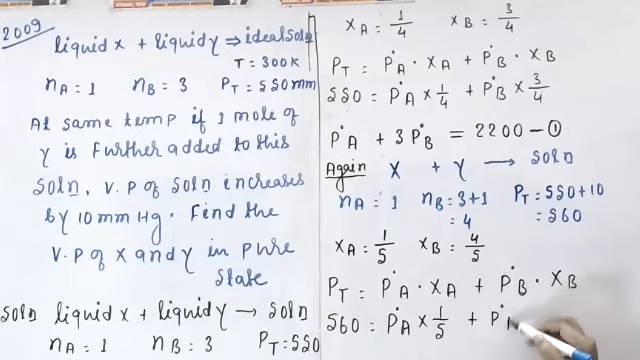 2009
liquid x + liquid y ⇒ ideal soln
T = 300K
nA = 1 nB = 3 PT = 550mm
At same temp if 1 mole of
y is further added to this
soln, V.P of soln increases
by 10 mm Hg. Find the
V.P of X and y in pure
state
soln liquid x + liquid y → soln
nA = 1 nB = 3 PT = 550
XA = 1/4 XB = 3/4
PT = P°A · XA + P°B · XB
550 = P°A × 1/4 + P°B × 3/4
P°A + 3P°B = 2200 — ①
Again X + Y → soln
nA = 1 nB = 3+1 PT = 550+10
= 4 = 560
XA = 1/5 XB = 4/5
PT = P°A · XA + P°B · XB
560 = P°A × 1/5 + P°